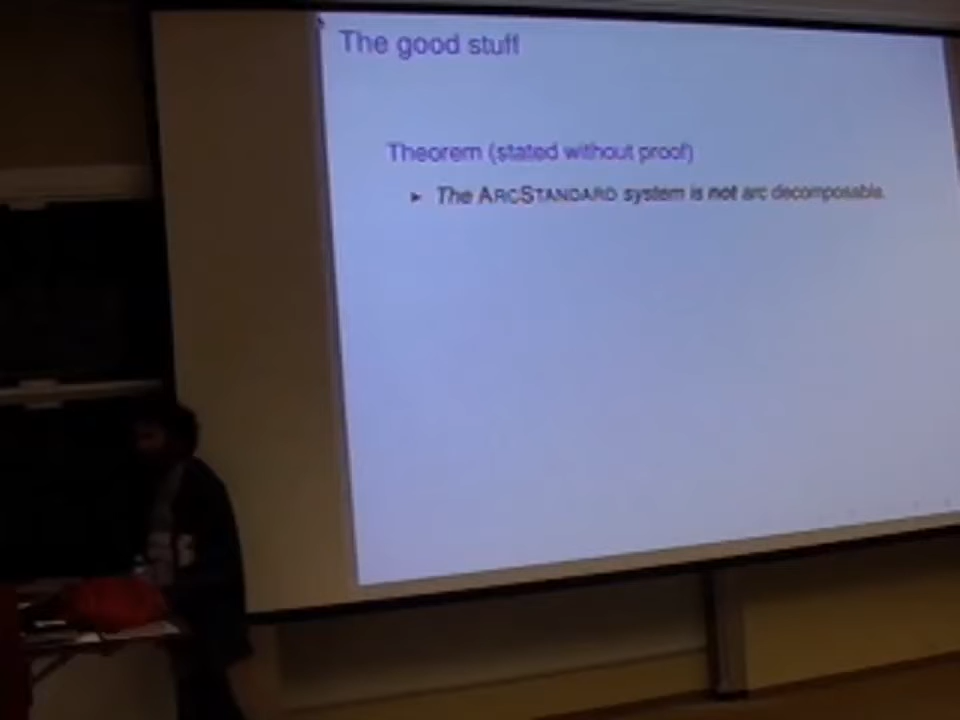 The good stuff
Theorem (stated without proof)
► The ARCSTANDARD system is not arc decomposable.